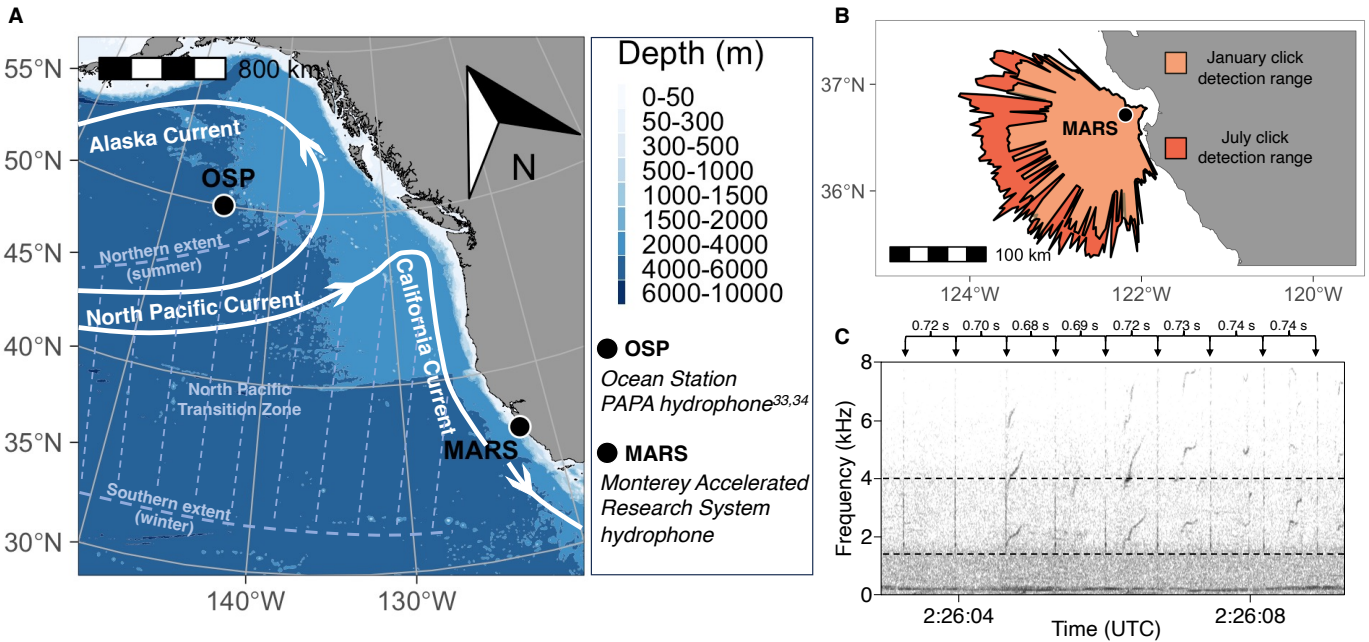 A
55°N
50°N
45°N
40°N
35°N
30°N
140°W
130°W
800 km
Alaska Current
OSP
N
Northern extent
(summer)
North Pacific Current
California Current
North Pacific
Transition Zone
MARS
Southern extent
(winter)
Depth (m)
0-50
50-300
300-500
500-1000
1000-1500
1500-2000
2000-4000
4000-6000
6000-10000
OSP
Ocean Station
PAPA hydrophone33,34
MARS
Monterey Accelerated
Research System
hydrophone
B
37°N
36°N
MARS
January click
detection range
July click
detection range
100 km
124°W
122°W
120°W
C
0.72 s
0.70 s
0.68 s
0.69 s
0.72 s
0.73 s
0.74 s
0.74 s
8
6
4
2
0
Frequency (kHz)
2:26:04
2:26:08
Time (UTC)